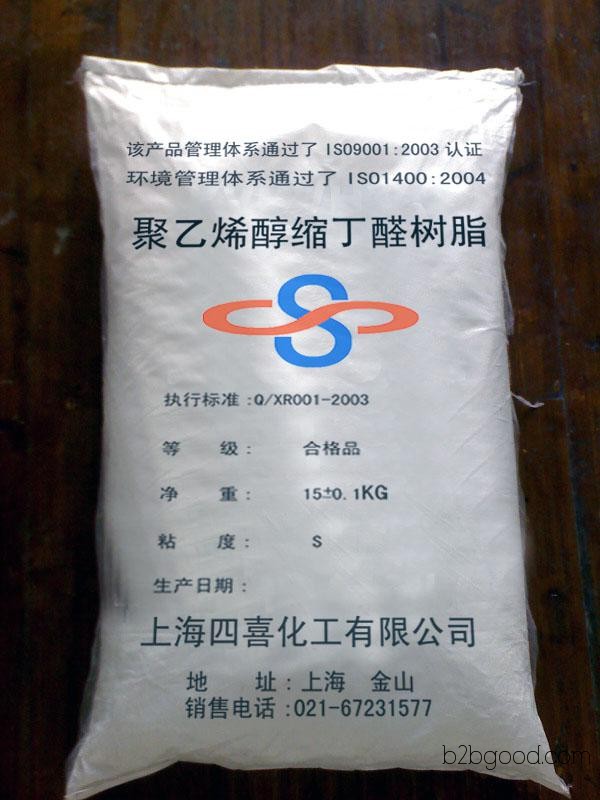 该产品管理体系通过了 ISO9001:2003 认证
环境管理体系通过了 ISO1400:2004
聚乙烯醇缩丁醛树脂
执行标准:Q/XR001-2003
等 级: 合格品
净 重: 15±0.1KG
粘 度: S
生产日期:
上海四喜化工有限公司
地 址:上海 金山
销售电话:021-67231577
b2bgood.com